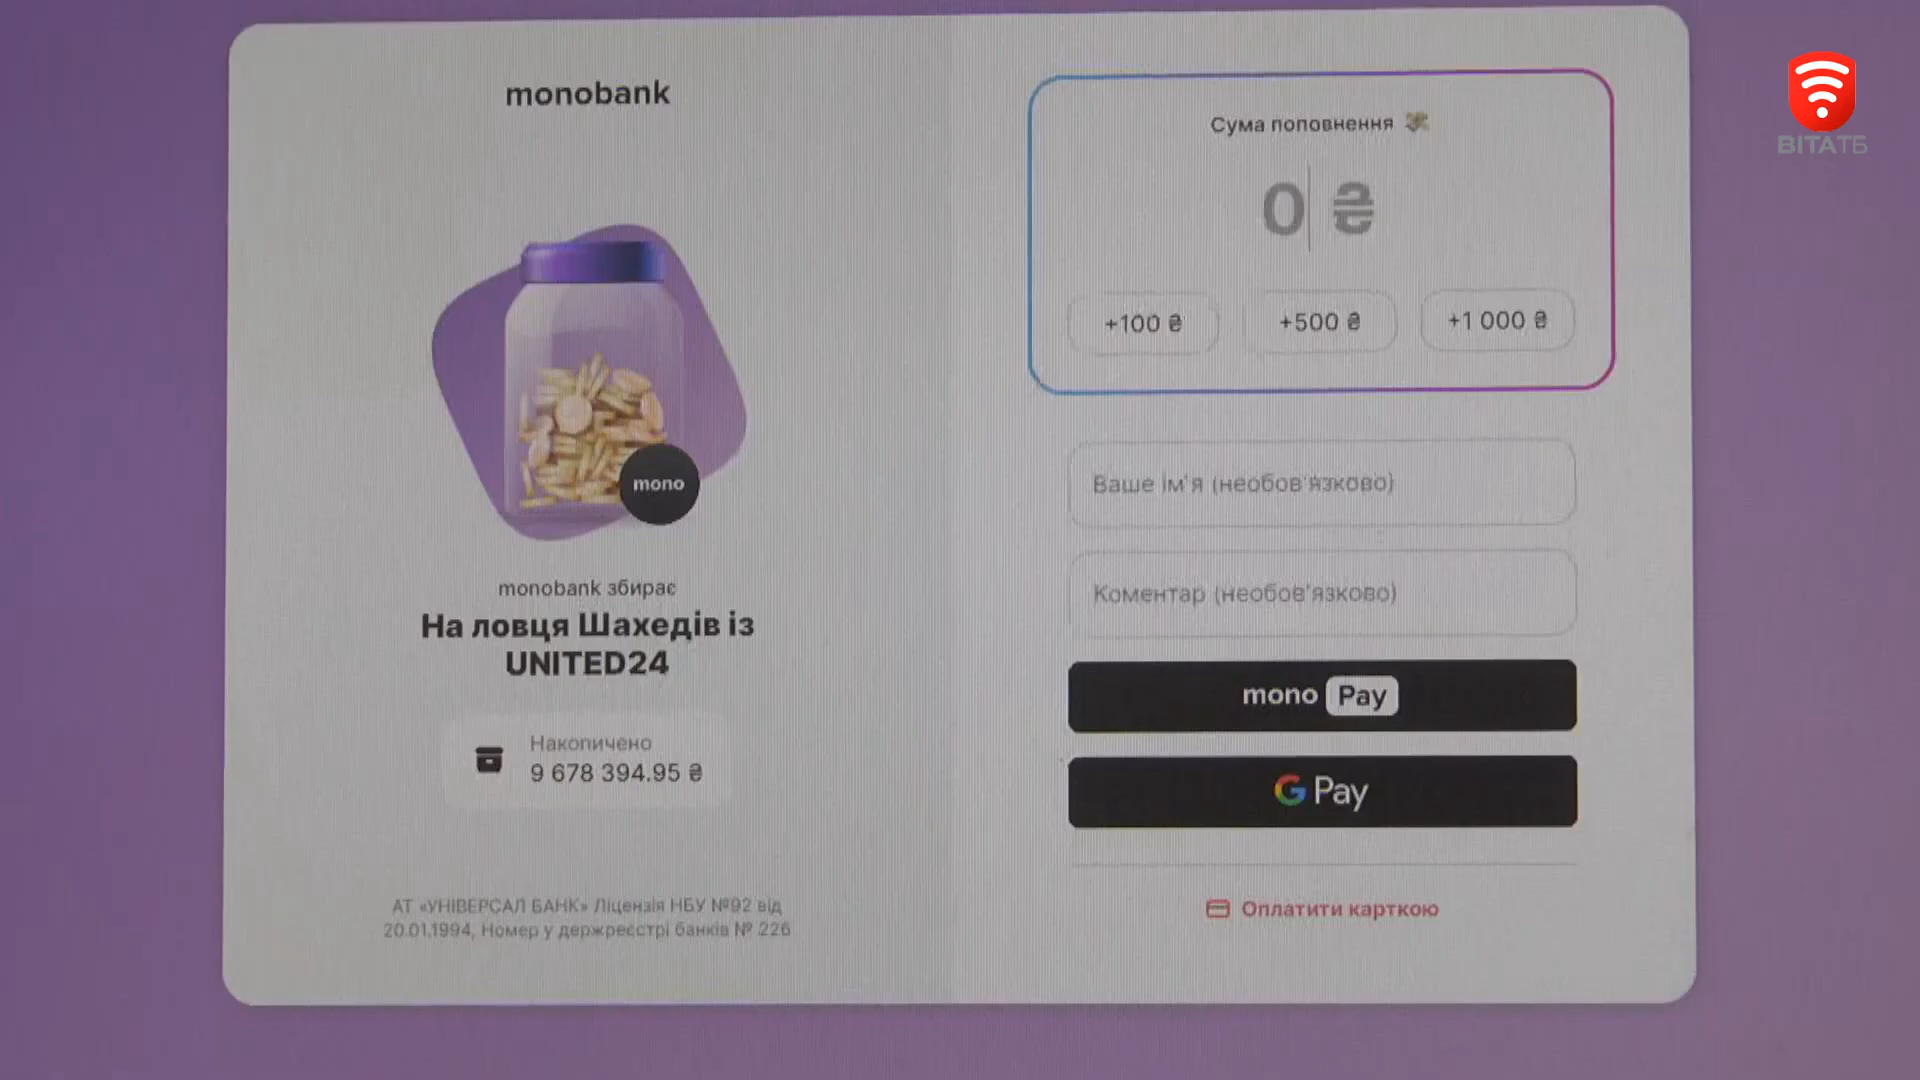 monobank
mono
monobank збирає
На ловця Шахедів із
UNITED24
Накопичено
9 678 394.95 ₴
АТ «УНІВЕРСАЛ БАНК» Ліцензія НБУ №92 від
20.01.1994, Номер у держреєстрі банків № 226
Сума поповнення
0 ₴
+100 ₴
+500 ₴
+1 000 ₴
Ваше ім'я (необов'язково)
Коментар (необов'язково)
mono Pay
G Pay
Оплатити карткою
ВІТАТБ